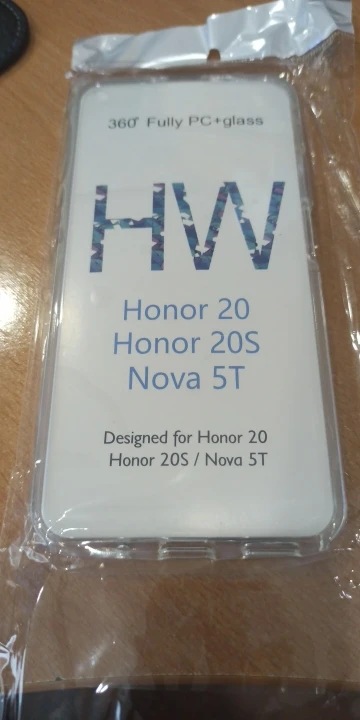 360° Fully PC+glass
HW
Honor 20
Honor 20S
Nova 5T
Designed for Honor 20
Honor 20S / Nova 5T